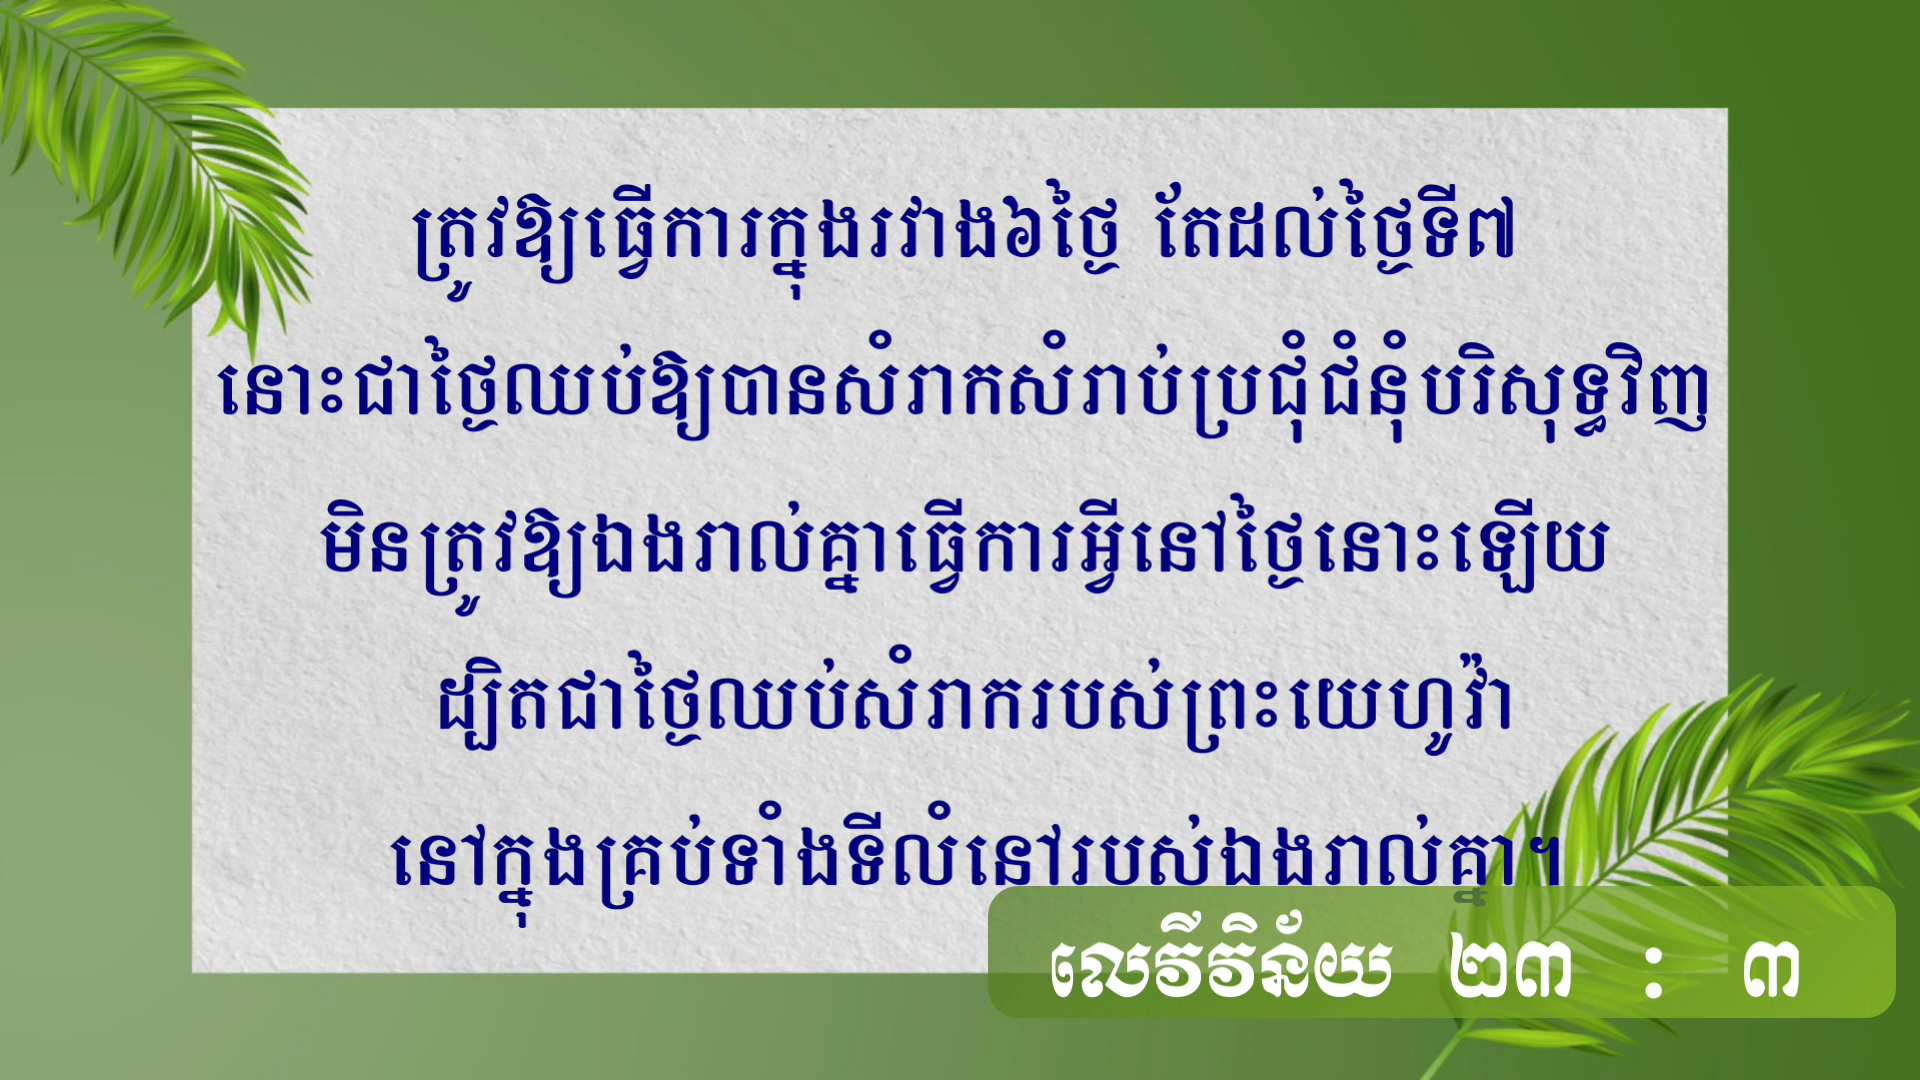 ត្រូវឱ្យធ្វើការក្នុងរវាង៦ថ្ងៃ តែដល់ថ្ងៃទី៧
នោះជាថ្ងៃឈប់ឱ្យបានសំរាកសំរាប់ប្រជុំជំនុំបរិសុទ្ធវិញ
មិនត្រូវឱ្យឯងរាល់គ្នាធ្វើការអ្វីនៅថ្ងៃនោះឡើយ
ដ្បិតជាថ្ងៃឈប់សំរាករបស់ព្រះយេហូវ៉ា
នៅក្នុងគ្រប់ទាំងទីលំនៅរបស់ឯងរាល់គ្នា។
លេវីវិន័យ ២៣ : ៣